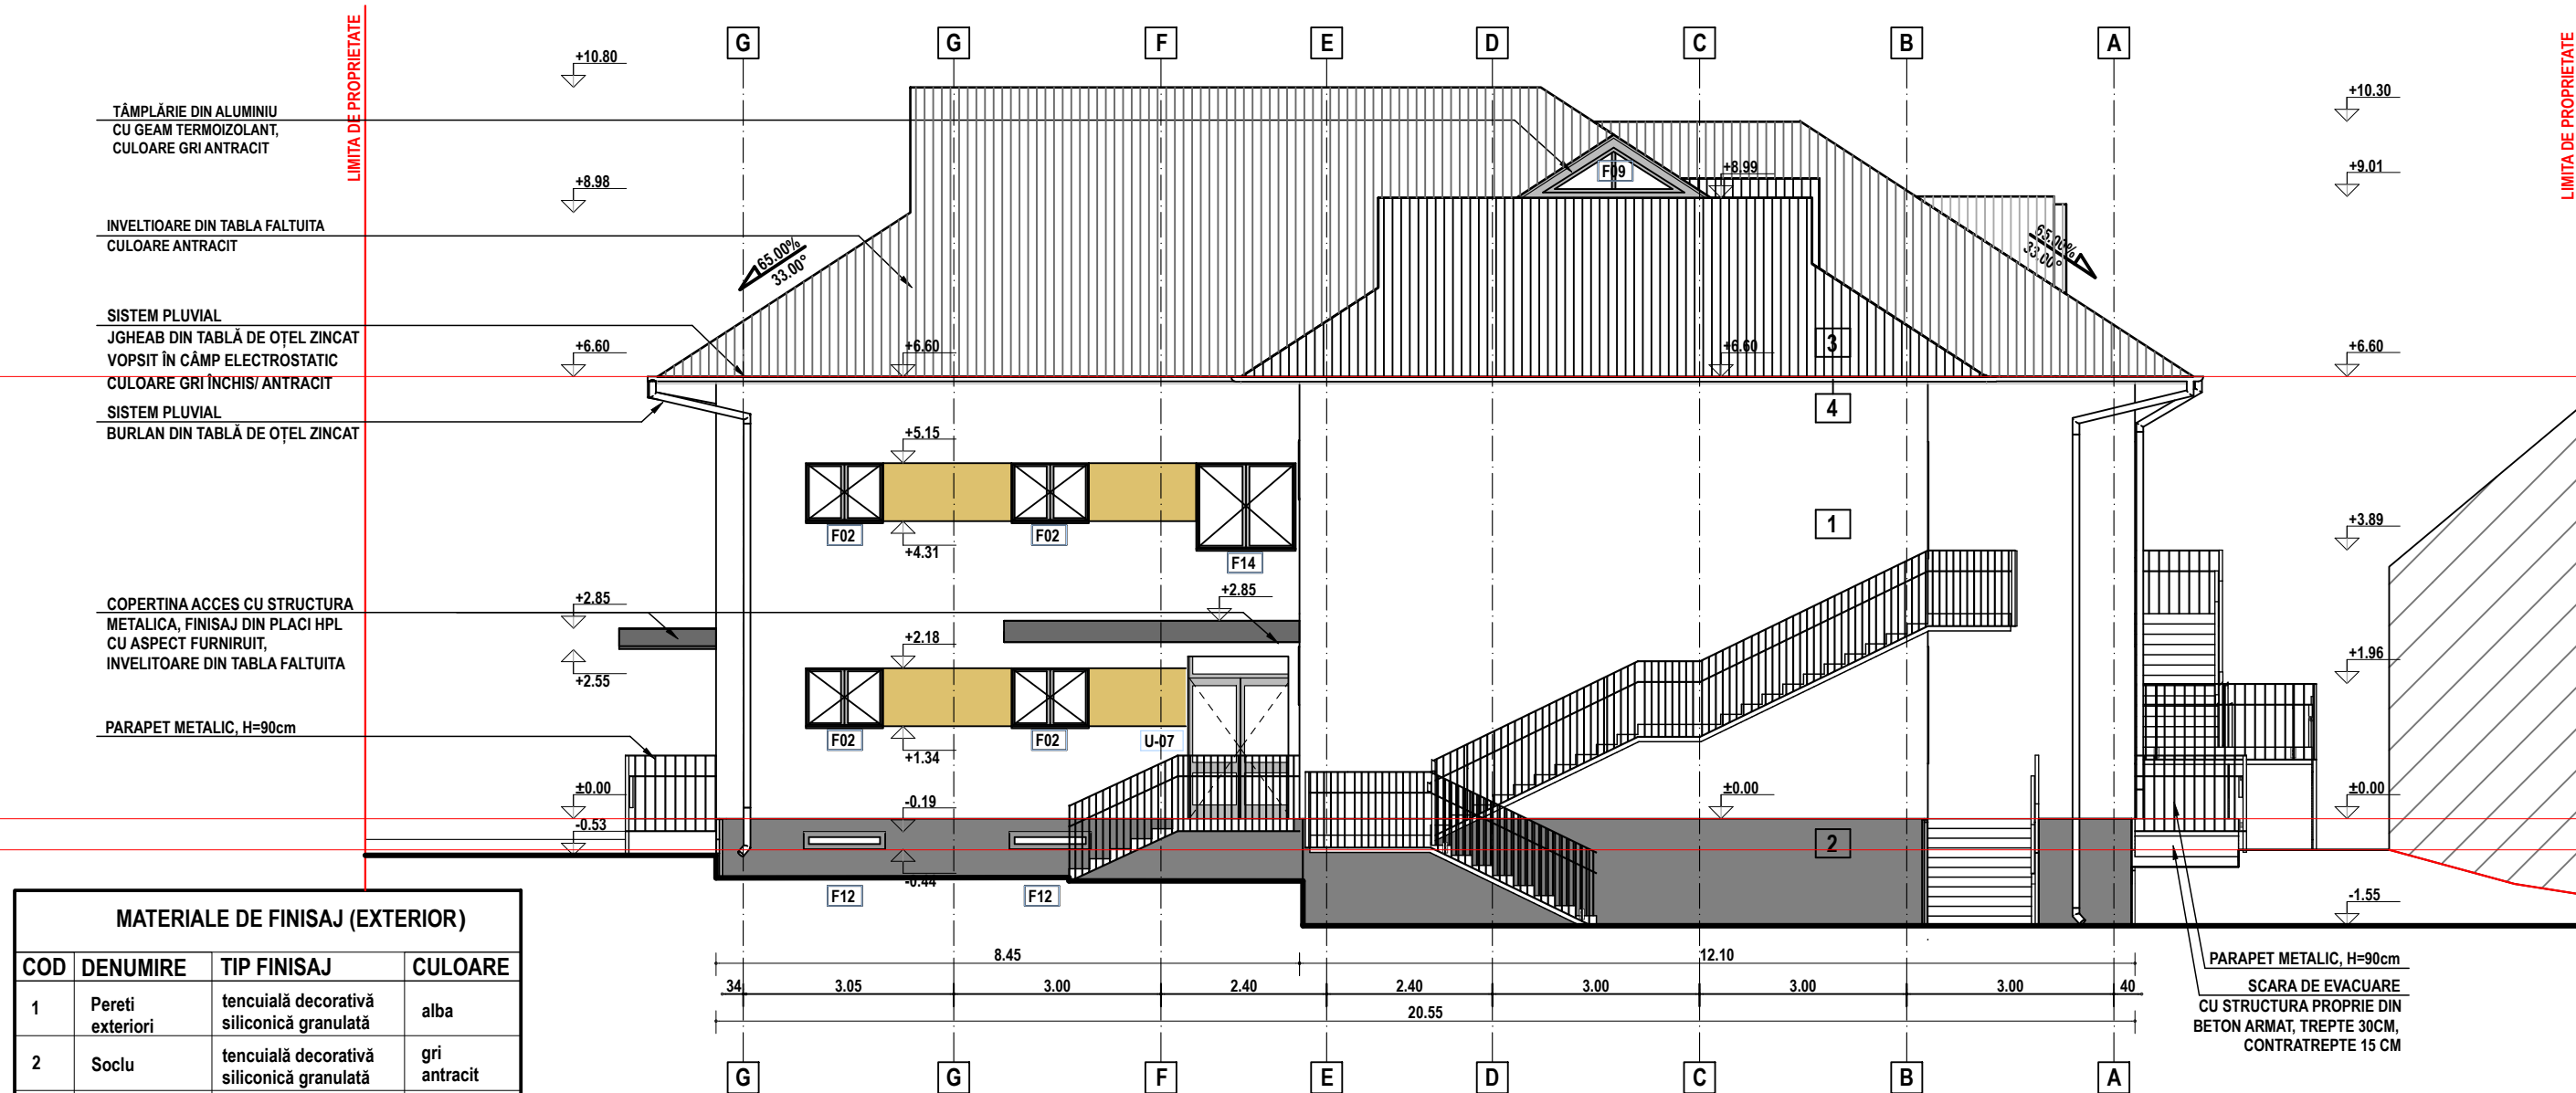 LIMITA DE PROPRIETATE
G
G
F
E
D
C
B
A
LIMITA DE PROPRIETATE
+10.80
+10.30
TÂMPLĂRIE DIN ALUMINIU
CU GEAM TERMOIZOLANT,
CULOARE GRI ANTRACIT
+8.98
F09
+8.99
+9.01
INVELTIOARE DIN TABLA FALTUITA
CULOARE ANTRACIT
65.00%
33.00°
65.00%
33.00°
SISTEM PLUVIAL
JGHEAB DIN TABLĂ DE OȚEL ZINCAT
VOPSIT ÎN CÂMP ELECTROSTATIC
CULOARE GRI ÎNCHIS/ ANTRACIT
+6.60
+6.60
+6.60
3
+6.60
SISTEM PLUVIAL
BURLAN DIN TABLĂ DE OȚEL ZINCAT
4
+5.15
F02
+4.31
F02
F14
1
+3.89
COPERTINA ACCES CU STRUCTURA
METALICA, FINISAJ DIN PLACI HPL
CU ASPECT FURNIRUIT,
INVELITOARE DIN TABLA FALTUITA
+2.85
+2.55
+2.85
+2.18
+1.96
PARAPET METALIC, H=90cm
F02
+1.34
F02
U-07
±0.00
-0.53
-0.19
-0.44
±0.00
±0.00
2
F12
F12
-1.55
MATERIALE DE FINISAJ (EXTERIOR)
COD DENUMIRE TIP FINISAJ CULOARE
1 Pereti exteriori tencuială decorativă siliconică granulată alba
2 Soclu tencuială decorativă siliconică granulată gri antracit
8.45
12.10
34
3.05
3.00
2.40
2.40
3.00
3.00
3.00
40
20.55
PARAPET METALIC, H=90cm
SCARA DE EVACUARE
CU STRUCTURA PROPRIE DIN
BETON ARMAT, TREPTE 30CM,
CONTRATREPTE 15 CM
G
G
F
E
D
C
B
A